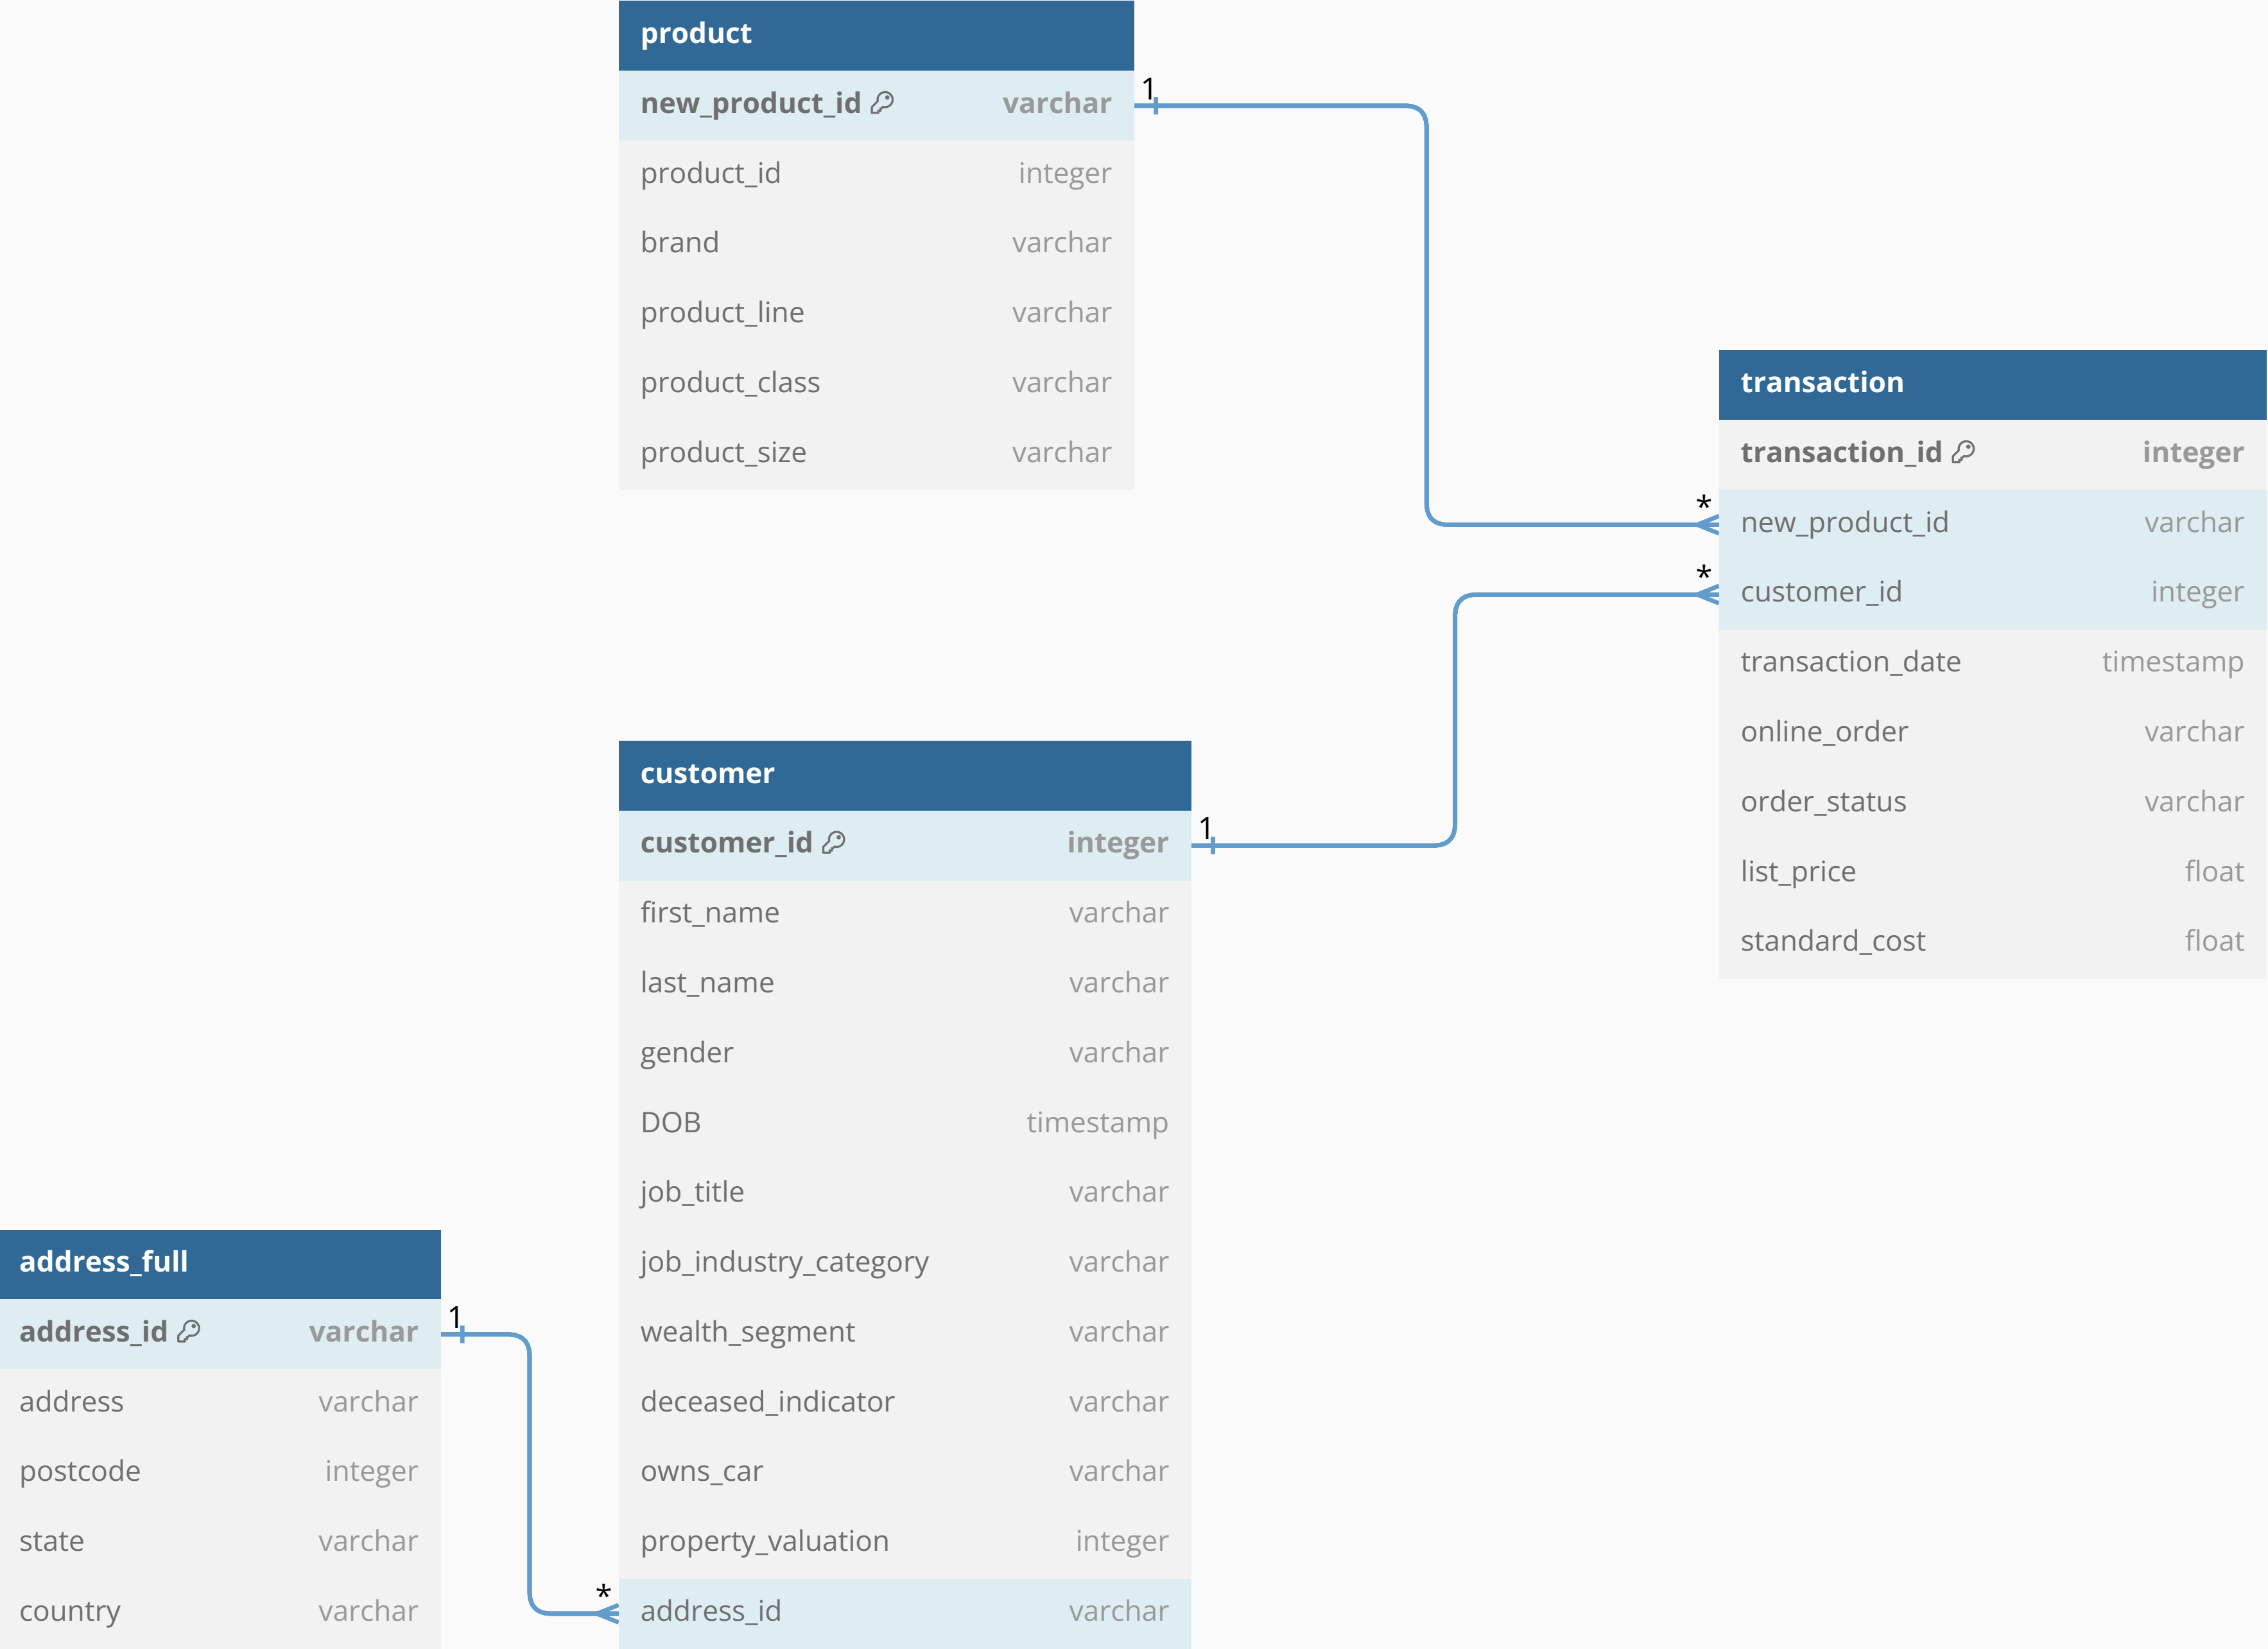 product
new_product_id varchar
product_id integer
brand varchar
product_line varchar
product_class varchar
product_size varchar
1
*
transaction
transaction_id integer
new_product_id varchar
customer_id integer
transaction_date timestamp
online_order varchar
order_status varchar
list_price float
standard_cost float
*
1
customer
customer_id integer
first_name varchar
last_name varchar
gender varchar
DOB timestamp
job_title varchar
job_industry_category varchar
wealth_segment varchar
deceased_indicator varchar
owns_car varchar
property_valuation integer
address_id varchar
address_full
address_id varchar
address varchar
postcode integer
state varchar
country varchar
1
*